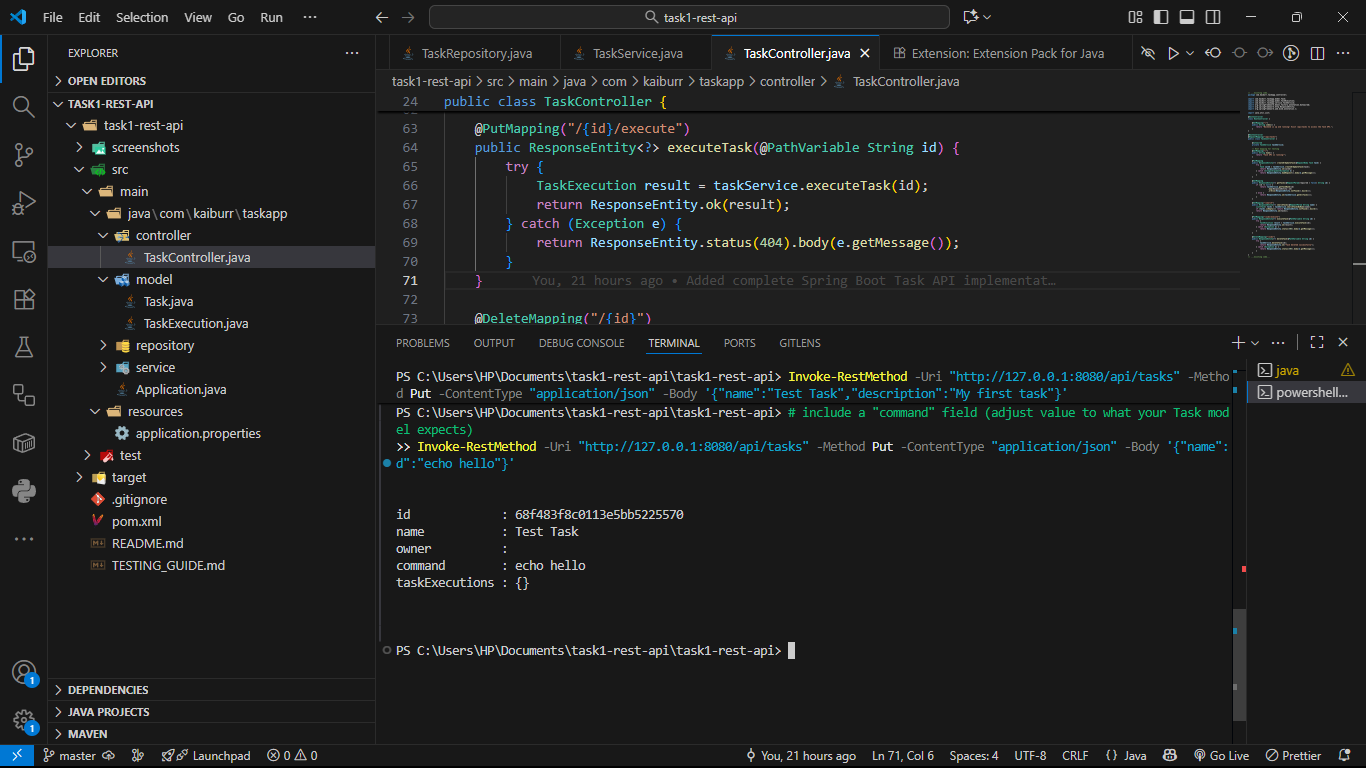 File Edit Selection View Go Run ··· task1-rest-api
EXPLORER ···
OPEN EDITORS
TASK1-REST-API
task1-rest-api
screenshots
src
main
java\com\kaiburr\taskapp
controller
TaskController.java
model
Task.java
TaskExecution.java
repository
service
Application.java
resources
application.properties
test
target
.gitignore
pom.xml
README.md
TESTING_GUIDE.md
DEPENDENCIES
JAVA PROJECTS
MAVEN
1
1
TaskRepository.java TaskService.java TaskController.java Extension: Extension Pack for Java
task1-rest-api > src > main > java > com > kaiburr > taskapp > controller > TaskController.java
24 public class TaskController {
63 @PutMapping("/{id}/execute")
64 public ResponseEntity<?> executeTask(@PathVariable String id) {
65 try {
66 TaskExecution result = taskService.executeTask(id);
67 return ResponseEntity.ok(result);
68 } catch (Exception e) {
69 return ResponseEntity.status(404).body(e.getMessage());
70 }
71 } You, 21 hours ago • Added complete Spring Boot Task API implementat…
72
73 @DeleteMapping("/{id}")
PROBLEMS OUTPUT DEBUG CONSOLE TERMINAL PORTS GITLENS
PS C:\Users\HP\Documents\task1-rest-api\task1-rest-api> Invoke-RestMethod -Uri "http://127.0.0.1:8080/api/tasks" -Metho
d Put -ContentType "application/json" -Body '{"name":"Test Task","description":"My first task"}'
PS C:\Users\HP\Documents\task1-rest-api\task1-rest-api> # include a "command" field (adjust value to what your Task mod
el expects)
>> Invoke-RestMethod -Uri "http://127.0.0.1:8080/api/tasks" -Method Put -ContentType "application/json" -Body '{"name":
d":"echo hello"}'
id : 68f483f8c0113e5bb5225570
name : Test Task
owner :
command : echo hello
taskExecutions : {}
PS C:\Users\HP\Documents\task1-rest-api\task1-rest-api>
java
powershell...
master Launchpad 0 0 You, 21 hours ago Ln 71, Col 6 Spaces: 4 UTF-8 CRLF {} Java Go Live Prettier